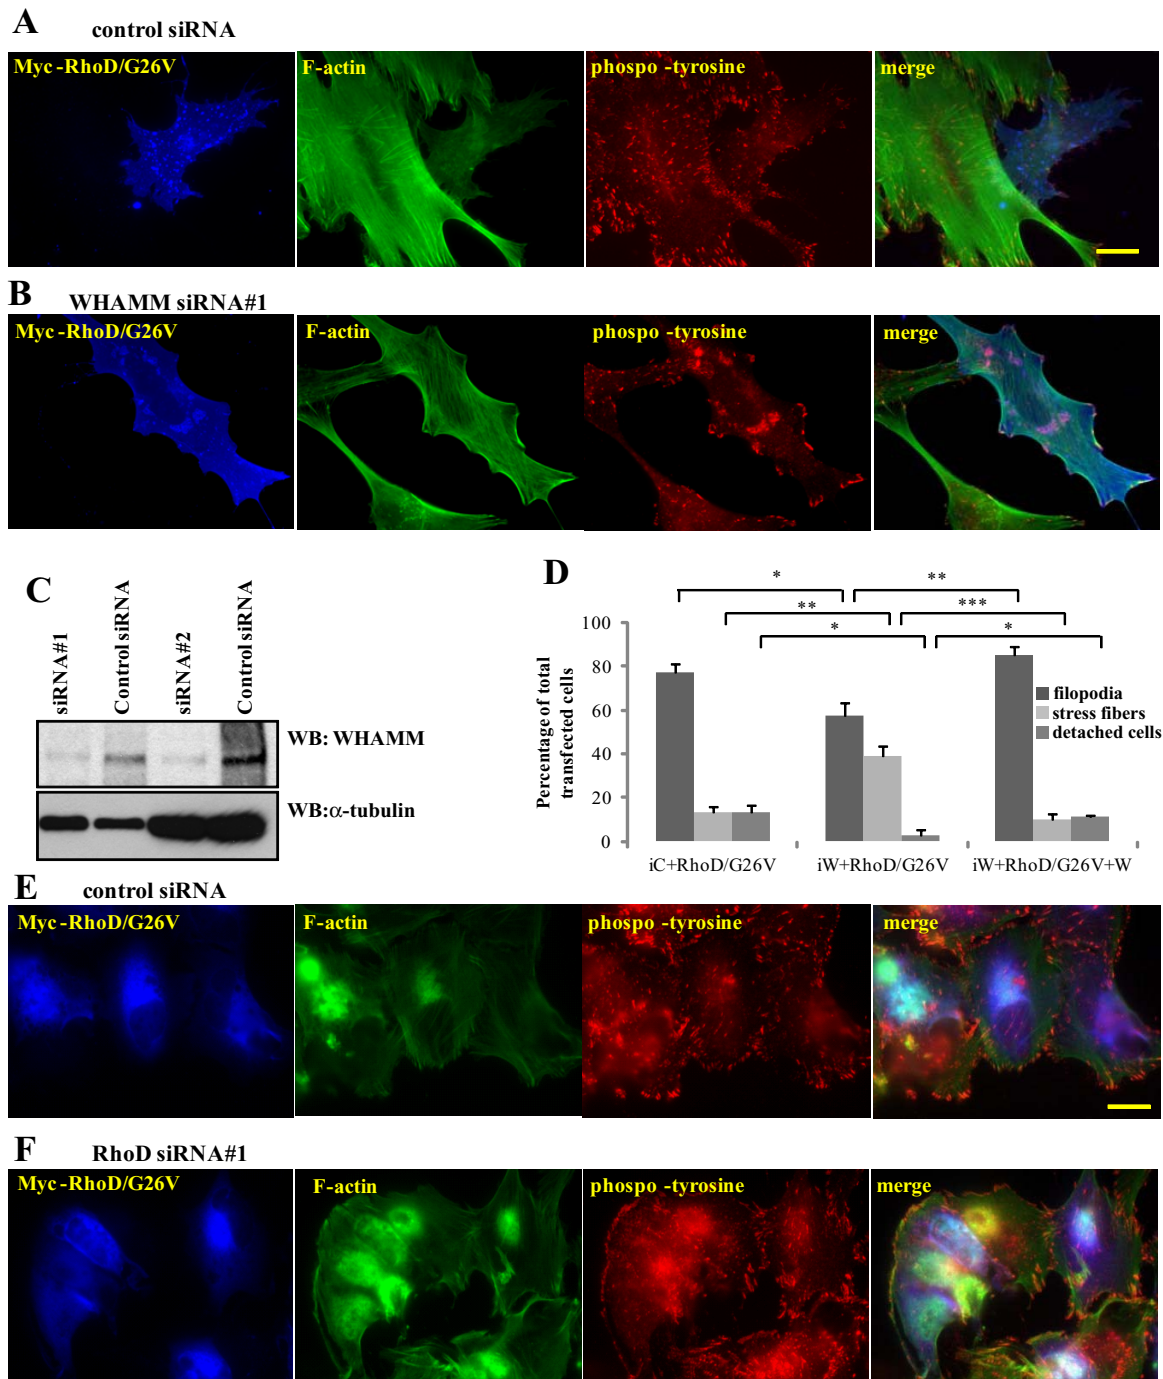 A control siRNA
Myc-RhoD/G26V F-actin phospo-tyrosine merge
B WHAMM siRNA#1
Myc-RhoD/G26V F-actin phospo-tyrosine merge
C
siRNA#1
Control siRNA
siRNA#2
Control siRNA
WB: WHAMM
WB:α-tubulin
D
* **
** ***
* *
Percentage of total
transfected cells
100
80
60
40
20
0
filopodia
stress fibers
detached cells
iC+RhoD/G26V iW+RhoD/G26V iW+RhoD/G26V+W
E control siRNA
Myc-RhoD/G26V F-actin phospo-tyrosine merge
F RhoD siRNA#1
Myc-RhoD/G26V F-actin phospo-tyrosine merge